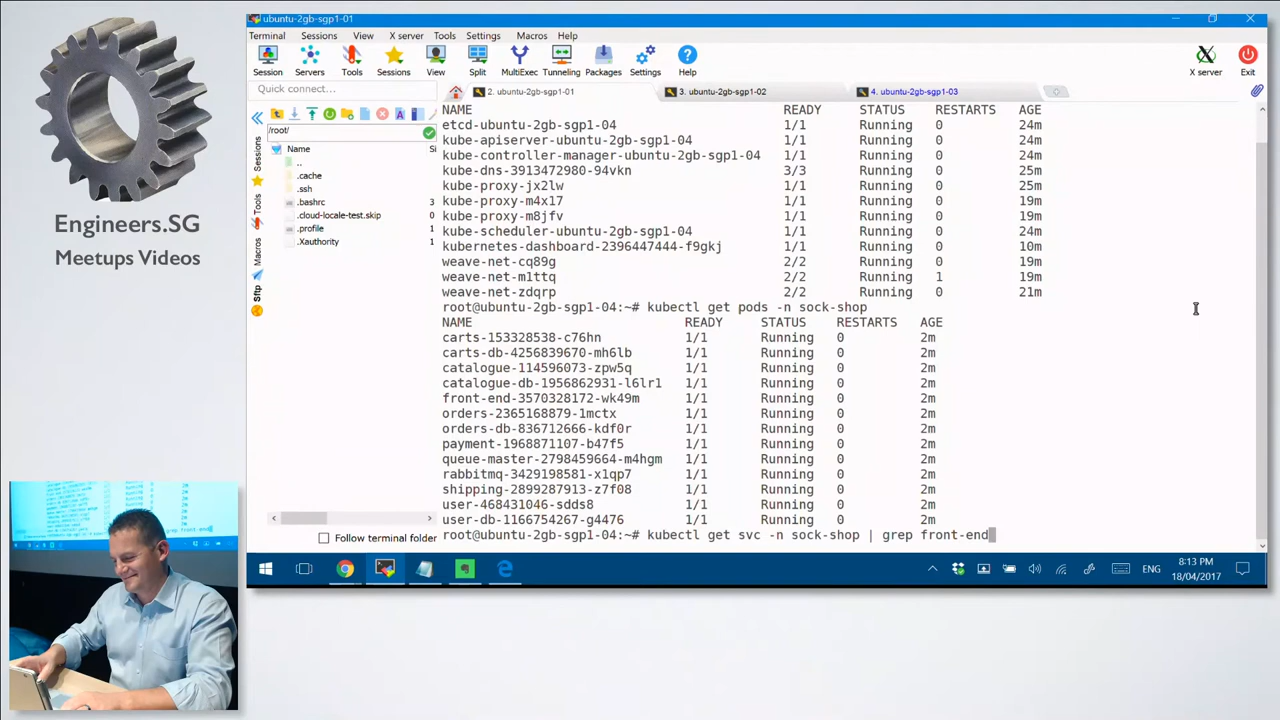 ubuntu-2gb-sgp1-01
Terminal Sessions View X server Tools Settings Macros Help
Session Servers Tools Sessions View Split MultiExec Tunneling Packages Settings Help X server Exit
Quick connect...
2. ubuntu-2gb-sgp1-01
3. ubuntu-2gb-sgp1-02
4. ubuntu-2gb-sgp1-03
/root/
Name Si
..
.cache
.ssh
.bashrc 3
.cloud-locale-test.skip 0
.profile 1
.Xauthority 1
Sessions
Tools
Macros
Sftp
Follow terminal folder
NAME READY STATUS RESTARTS AGE
etcd-ubuntu-2gb-sgp1-04 1/1 Running 0 24m
kube-apiserver-ubuntu-2gb-sgp1-04 1/1 Running 0 24m
kube-controller-manager-ubuntu-2gb-sgp1-04 1/1 Running 0 24m
kube-dns-3913472980-94vkn 3/3 Running 0 25m
kube-proxy-jx2lw 1/1 Running 0 25m
kube-proxy-m4x17 1/1 Running 0 19m
kube-proxy-m8jfv 1/1 Running 0 19m
kube-scheduler-ubuntu-2gb-sgp1-04 1/1 Running 0 24m
kubernetes-dashboard-2396447444-f9gkj 1/1 Running 0 10m
weave-net-cq89g 2/2 Running 0 19m
weave-net-m1ttq 2/2 Running 1 19m
weave-net-zdqrp 2/2 Running 0 21m
root@ubuntu-2gb-sgp1-04:~# kubectl get pods -n sock-shop
NAME READY STATUS RESTARTS AGE
carts-153328538-c76hn 1/1 Running 0 2m
carts-db-4256839670-mh6lb 1/1 Running 0 2m
catalogue-114596073-zpw5q 1/1 Running 0 2m
catalogue-db-1956862931-l6lr1 1/1 Running 0 2m
front-end-3570328172-wk49m 1/1 Running 0 2m
orders-2365168879-1mctx 1/1 Running 0 2m
orders-db-836712666-kdf0r 1/1 Running 0 2m
payment-1968871107-b47f5 1/1 Running 0 2m
queue-master-2798459664-m4hgm 1/1 Running 0 2m
rabbitmq-3429198581-x1qp7 1/1 Running 0 2m
shipping-2899287913-z7f08 1/1 Running 0 2m
user-468431046-sdds8 1/1 Running 0 2m
user-db-1166754267-g4476 1/1 Running 0 2m
root@ubuntu-2gb-sgp1-04:~# kubectl get svc -n sock-shop | grep front-end
ENG
8:13 PM
18/04/2017
Engineers.SG
Meetups Videos